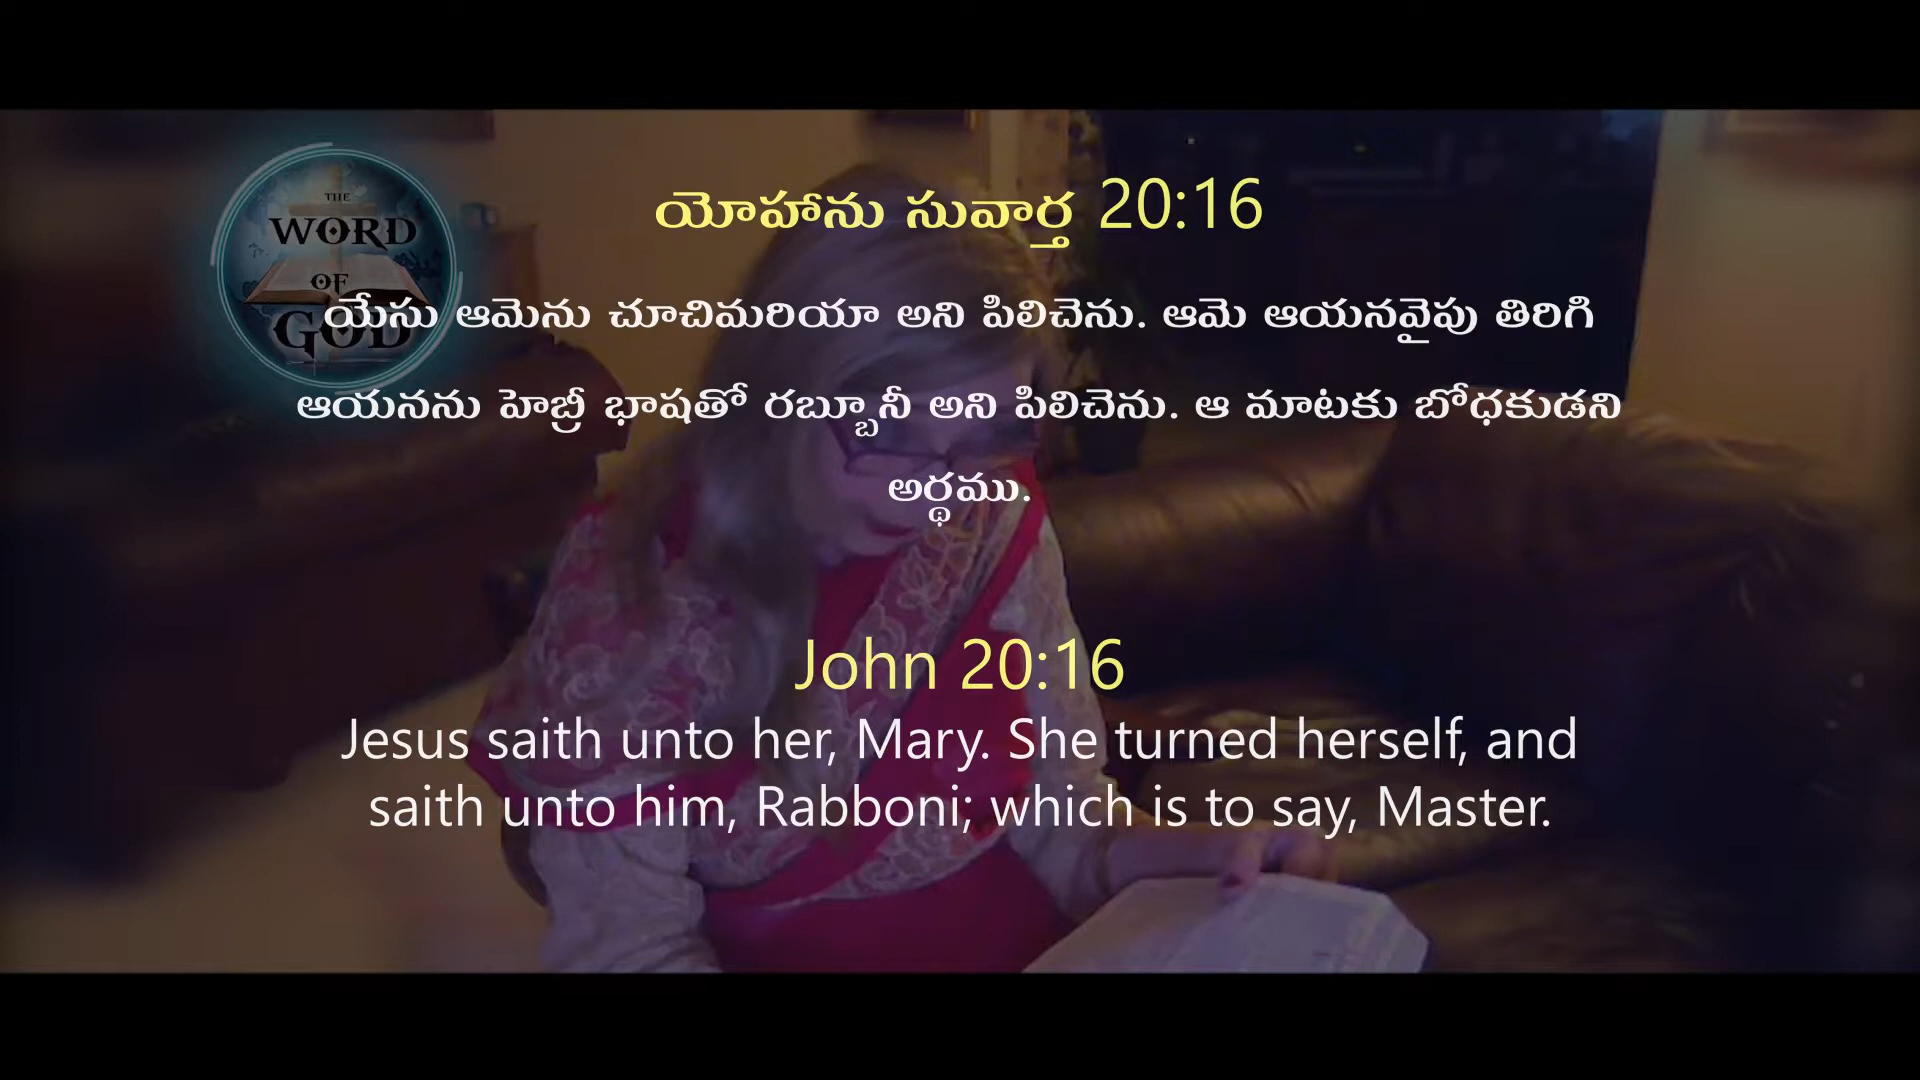 THE
WORD
OF
GOD
యోహాను సువార్త 20:16
యేసు ఆమెను చూచిమరియా అని పిలిచెను. ఆమె ఆయనవైపు తిరిగి
ఆయనను హెబ్రీ భాషతో రబ్బూనీ అని పిలిచెను. ఆ మాటకు బోధకుడని
అర్థము.
John 20:16
Jesus saith unto her, Mary. She turned herself, and
saith unto him, Rabboni; which is to say, Master.